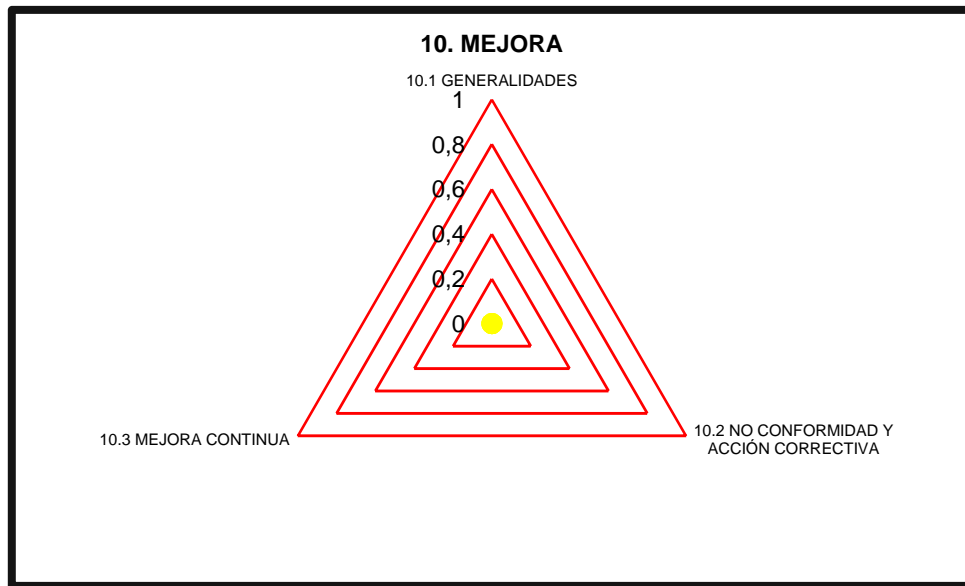 10. MEJORA
10.1 GENERALIDADES
1
0,8
0,6
0,4
0,2
0
10.3 MEJORA CONTINUA
10.2 NO CONFORMIDAD Y
ACCIÓN CORRECTIVA